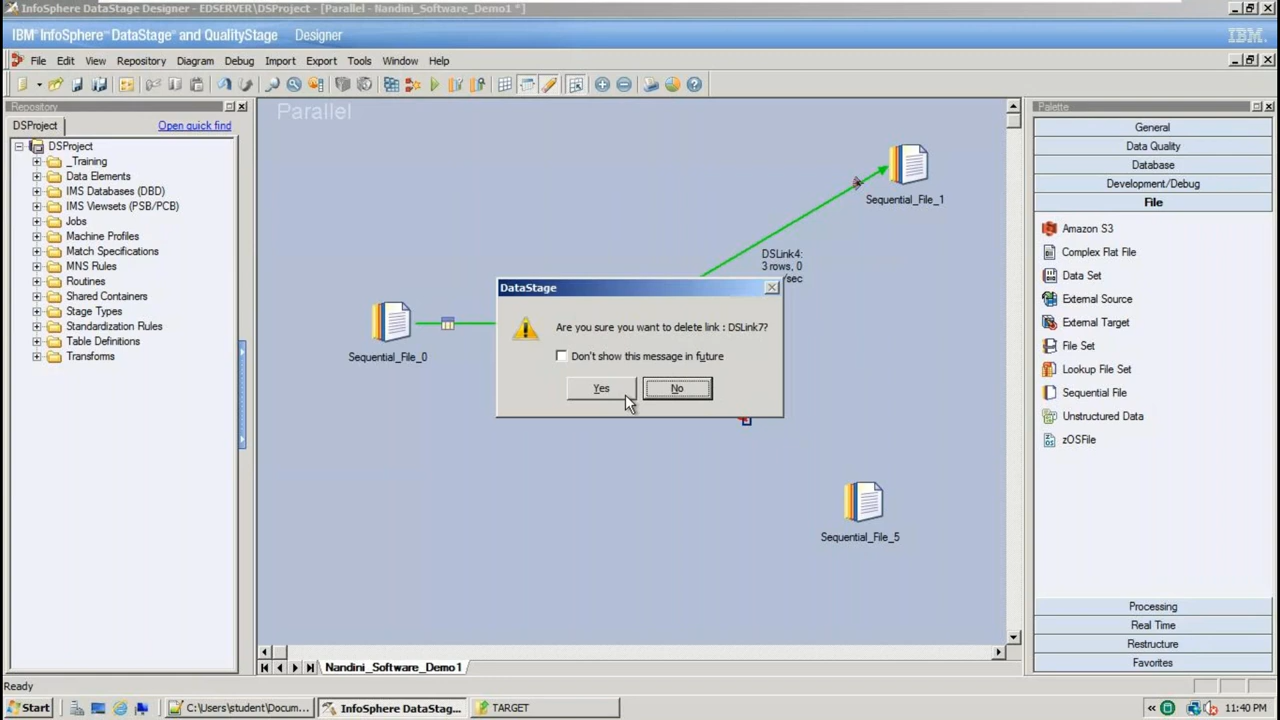 InfoSphere DataStage Designer - EDSERVER\DSProject - [Parallel - Nandini_Software_Demo1 *]
IBM® InfoSphere™ DataStage® and QualityStage® Designer
IBM.
File Edit View Repository Diagram Debug Import Export Tools Window Help
Repository
DSProject
Open quick find
DSProject
_Training
Data Elements
IMS Databases (DBD)
IMS Viewsets (PSB/PCB)
Jobs
Machine Profiles
Match Specifications
MNS Rules
Routines
Shared Containers
Stage Types
Standardization Rules
Table Definitions
Transforms
Parallel
Sequential_File_1
DSLink4:
3 rows, 0
/sec
Sequential_File_0
DataStage
Are you sure you want to delete link : DSLink7?
Don't show this message in future
Yes No
Sequential_File_5
Nandini_Software_Demo1
Palette
General
Data Quality
Database
Development/Debug
File
Amazon S3
Complex Flat File
Data Set
External Source
External Target
File Set
Lookup File Set
Sequential File
Unstructured Data
zOSFile
Processing
Real Time
Restructure
Favorites
Ready
Start
C:\Users\student\Docum...
InfoSphere DataStag...
TARGET
11:40 PM